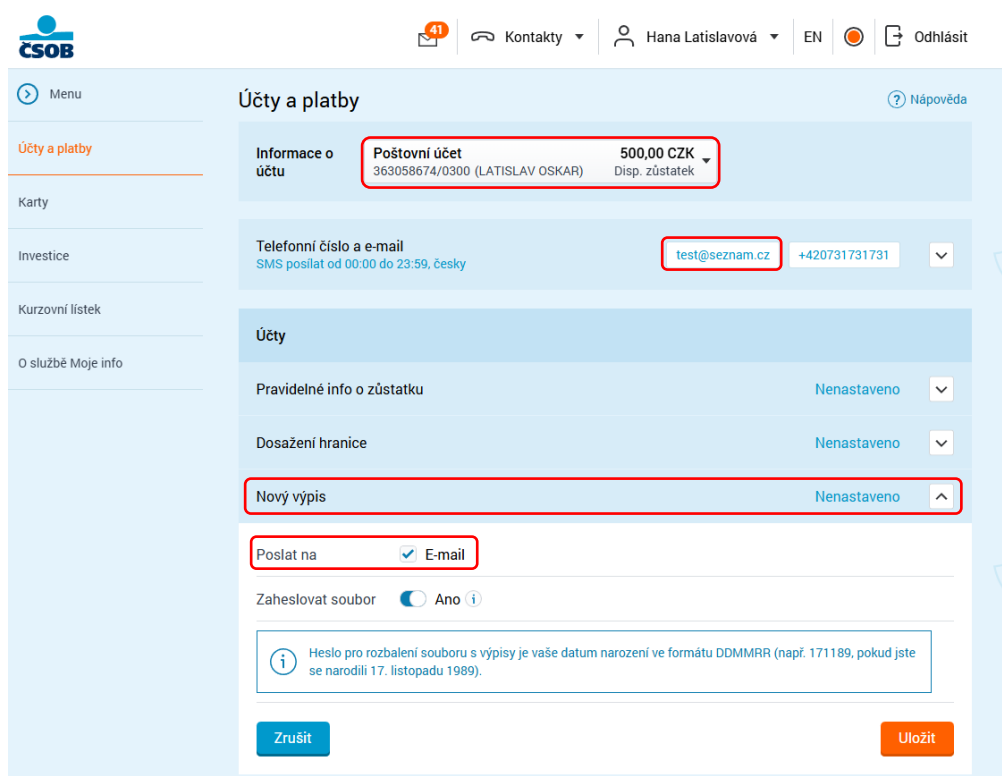 ČSOB
41
Kontakty
Hana Latislavová
EN
Odhlásit
Menu
Účty a platby
Karty
Investice
Kurzovní lístek
O službě Moje info
Účty a platby
? Nápověda
Informace o účtu
Poštovní účet 500,00 CZK
363058674/0300 (LATISLAV OSKAR) Disp. zůstatek
Telefonní číslo a e-mail
SMS posílat od 00:00 do 23:59, česky
test@seznam.cz
+420731731731
Účty
Pravidelné info o zůstatku Nenastaveno
Dosažení hranice Nenastaveno
Nový výpis Nenastaveno
Poslat na E-mail
Zaheslovat soubor Ano i
i
Heslo pro rozbalení souboru s výpisy je vaše datum narození ve formátu DDMMRR (např. 171189, pokud jste
se narodili 17. listopadu 1989).
Zrušit
Uložit